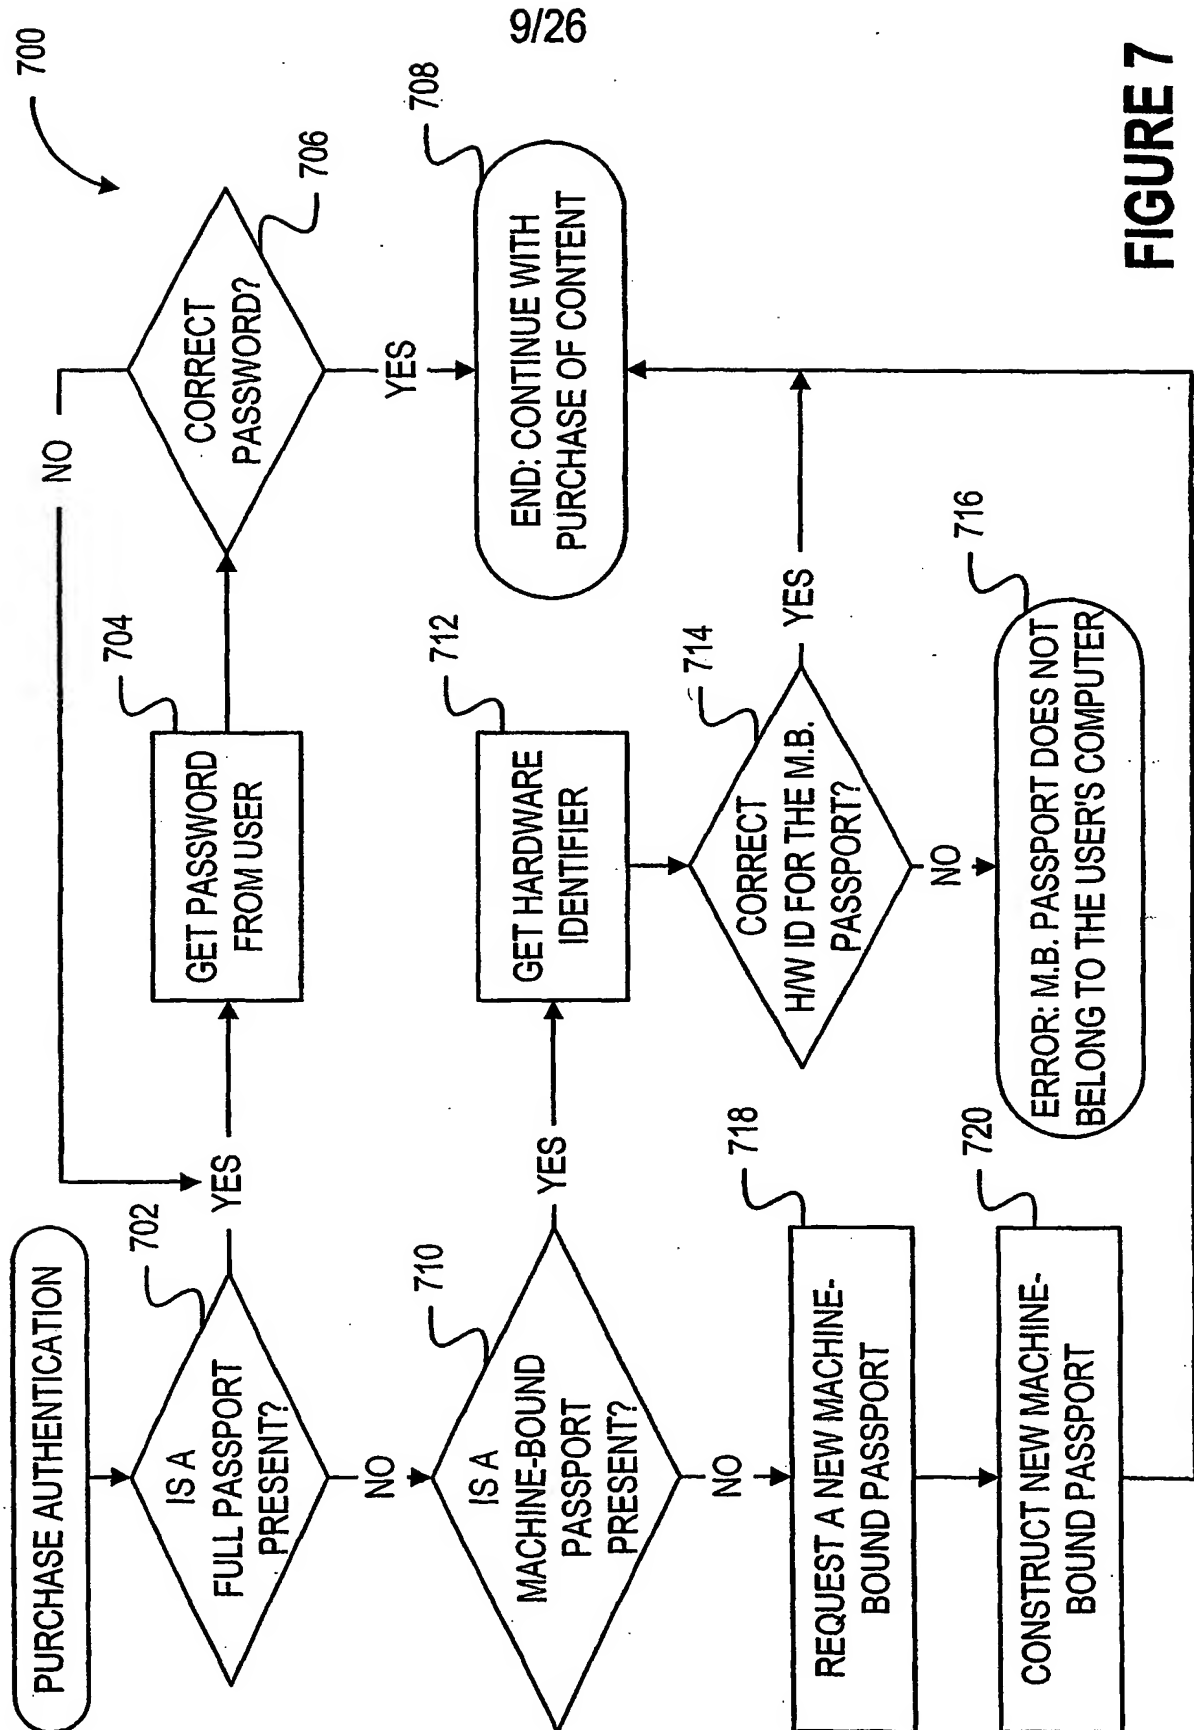 9/26
700
PURCHASE AUTHENTICATION
702
IS A
FULL PASSPORT
PRESENT?
YES
NO
704
GET PASSWORD
FROM USER
706
CORRECT
PASSWORD?
NO
YES
708
END: CONTINUE WITH
PURCHASE OF CONTENT
710
IS A
MACHINE-BOUND
PASSPORT
PRESENT?
YES
NO
712
GET HARDWARE
IDENTIFIER
714
CORRECT
H/W ID FOR THE M.B.
PASSPORT?
YES
NO
716
ERROR: M.B. PASSPORT DOES NOT
BELONG TO THE USER'S COMPUTER
718
REQUEST A NEW MACHINE-
BOUND PASSPORT
720
CONSTRUCT NEW MACHINE-
BOUND PASSPORT
FIGURE 7